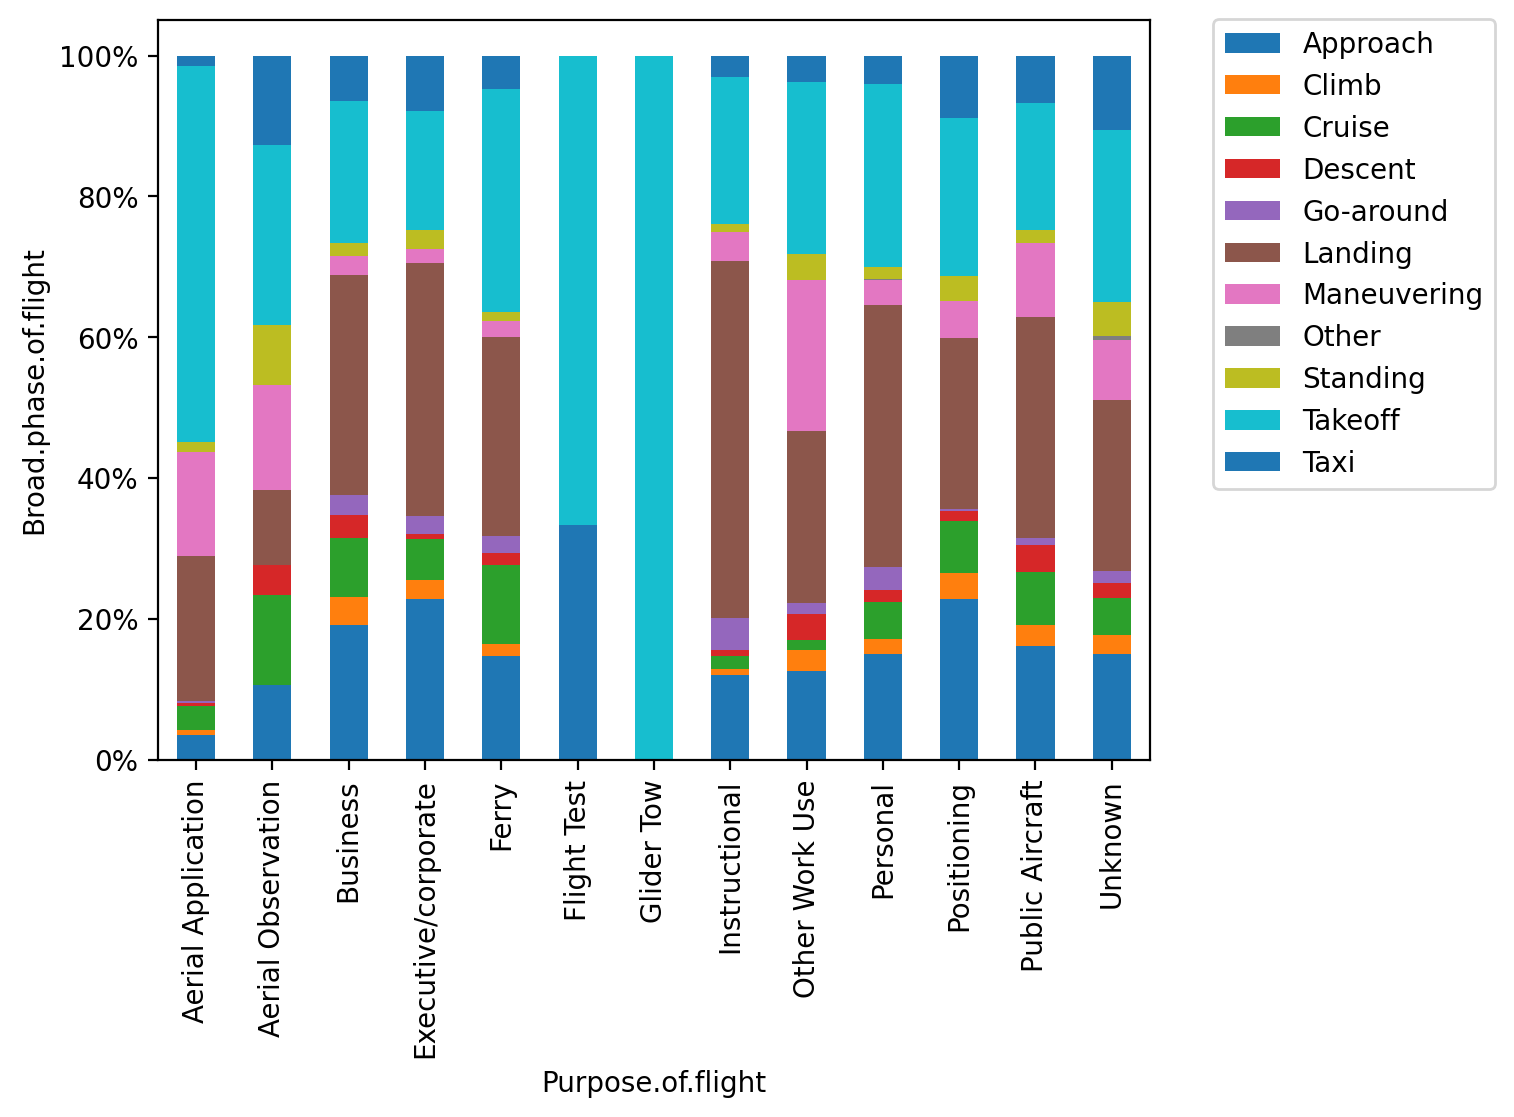 100%
80%
60%
40%
20%
0%
Broad.phase.of.flight
Aerial Application
Aerial Observation
Business
Executive/corporate
Ferry
Flight Test
Glider Tow
Instructional
Other Work Use
Personal
Positioning
Public Aircraft
Unknown
Purpose.of.flight
Approach
Climb
Cruise
Descent
Go-around
Landing
Maneuvering
Other
Standing
Takeoff
Taxi